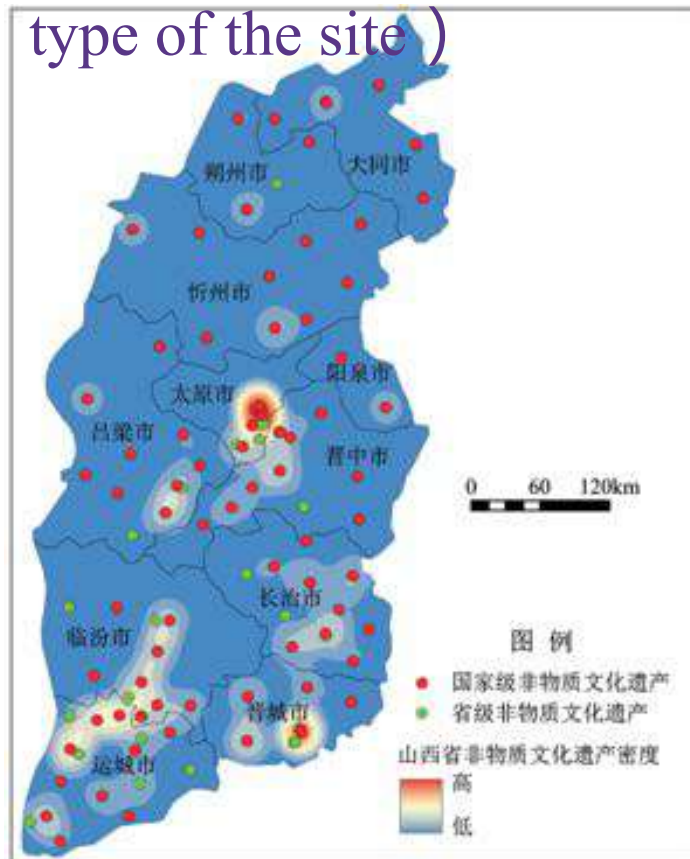 type of the site )
大同市
朔州市
忻州市
阳泉市
太原市
吕梁市
晋中市
0 60 120km
长治市
临汾市
图 例
国家级非物质文化遗产
晋城市
省级非物质文化遗产
山西省非物质文化遗产密度
运城市
高
低